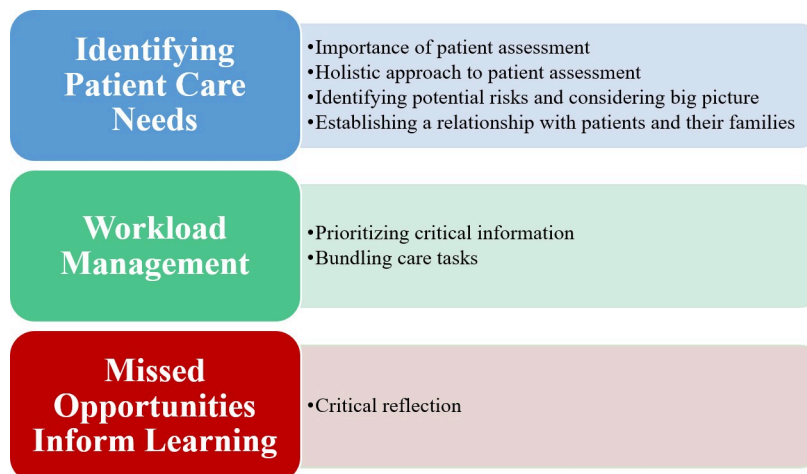 Identifying
Patient Care
Needs
•Importance of patient assessment
•Holistic approach to patient assessment
•Identifying potential risks and considering big picture
•Establishing a relationship with patients and their families
Workload
Management
•Prioritizing critical information
•Bundling care tasks
Missed
Opportunities
Inform Learning
•Critical reflection